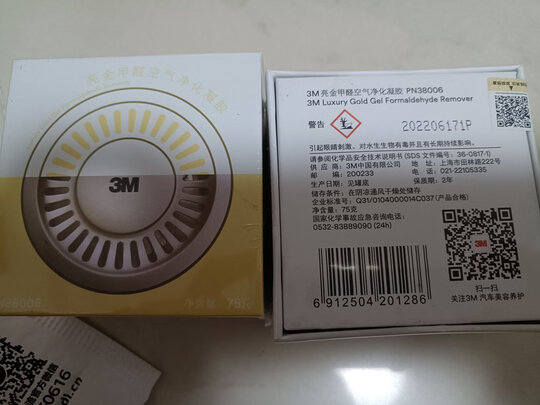 亮金甲醛空气净化凝胶
3M
PN38006
净含量 75克
3M 亮金甲醛空气净化凝胶 PN38006
3M Luxury Gold Gel Formaldehyde Remover
警告
202206171P
引起眼睛刺激。对水生生物有毒并且有长期持续影响。
请参阅化学品安全技术说明书 (SDS 文件编号: 36-0817-1)
供 应 商: 3M中国有限公司
地 址: 上海市田林路222号
邮 编: 200233
电 话: 021-22105335
生产日期: 见罐底
保质期: 2年
储存条件: 在阴凉通风干燥处储存
企业标准编号: Q31/0104000014C037 (产品合格)
净含量: 75克
国家化学事故应急咨询电话:
0532-83889090 (24h)
3M
6 912504 201286
扫一扫
关注3M 汽车美容养护
0616